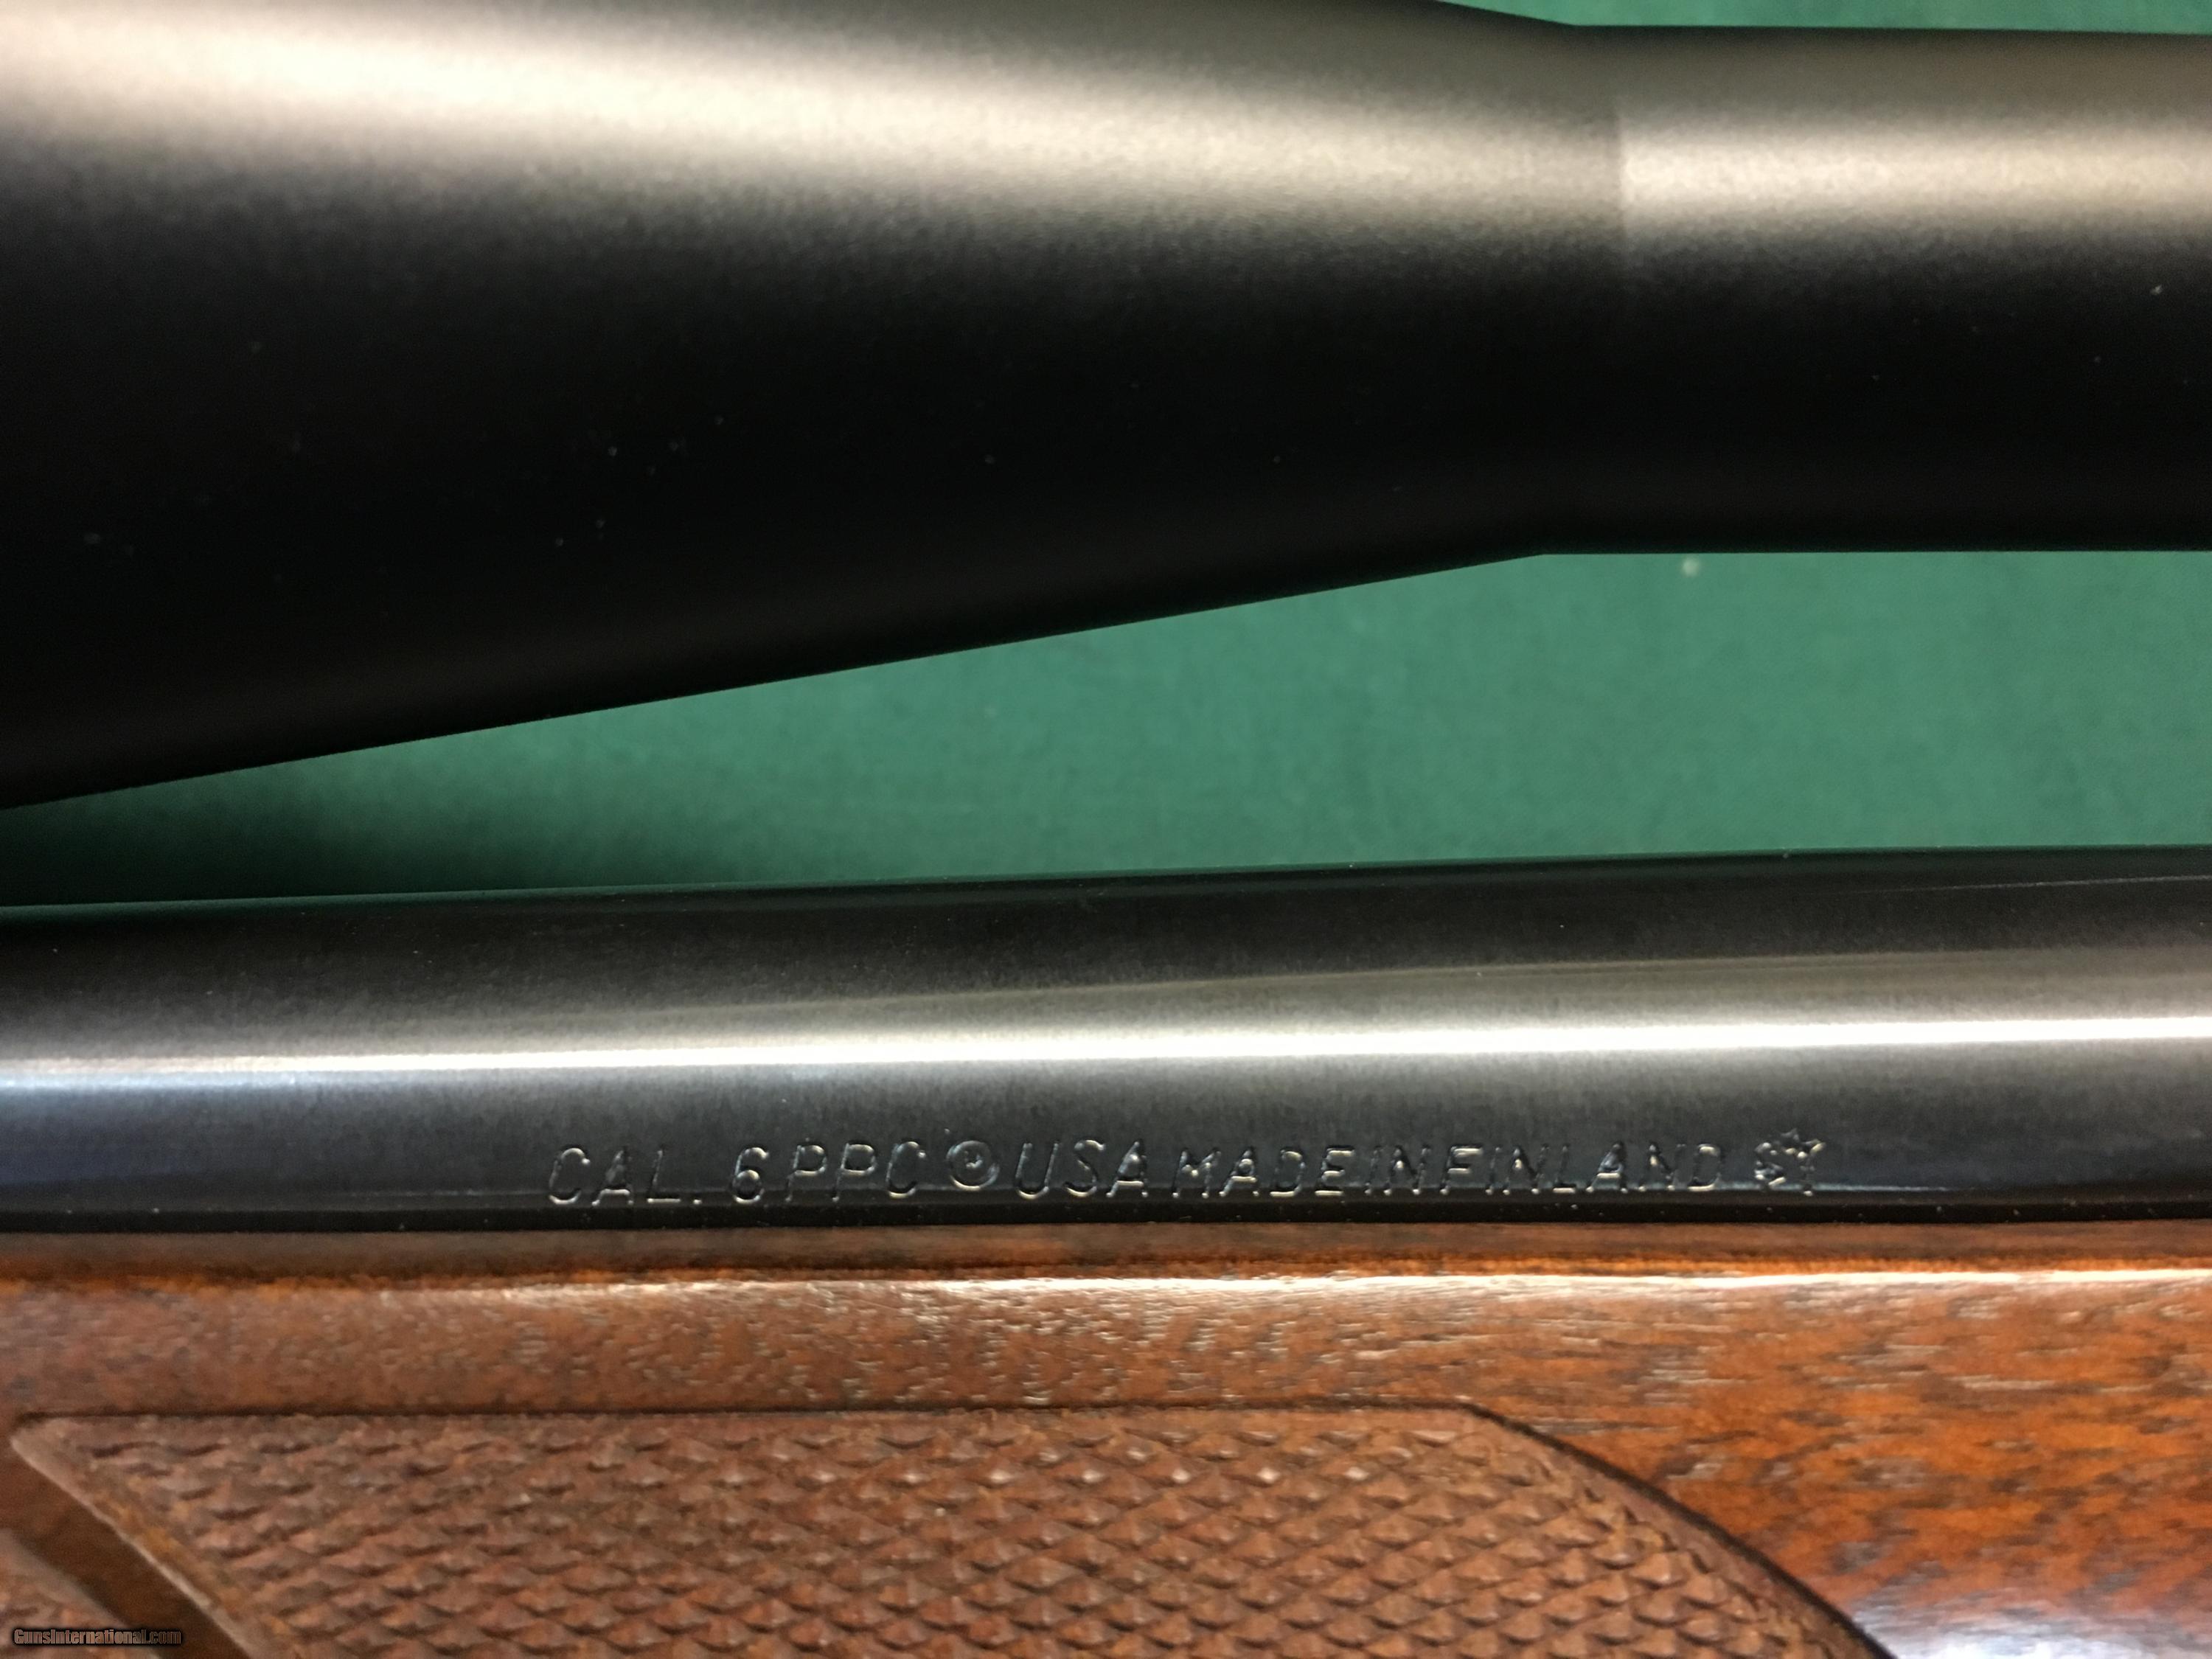 CAL. 6 PPC © USA MADE IN FINLAND
GunsInternational.com